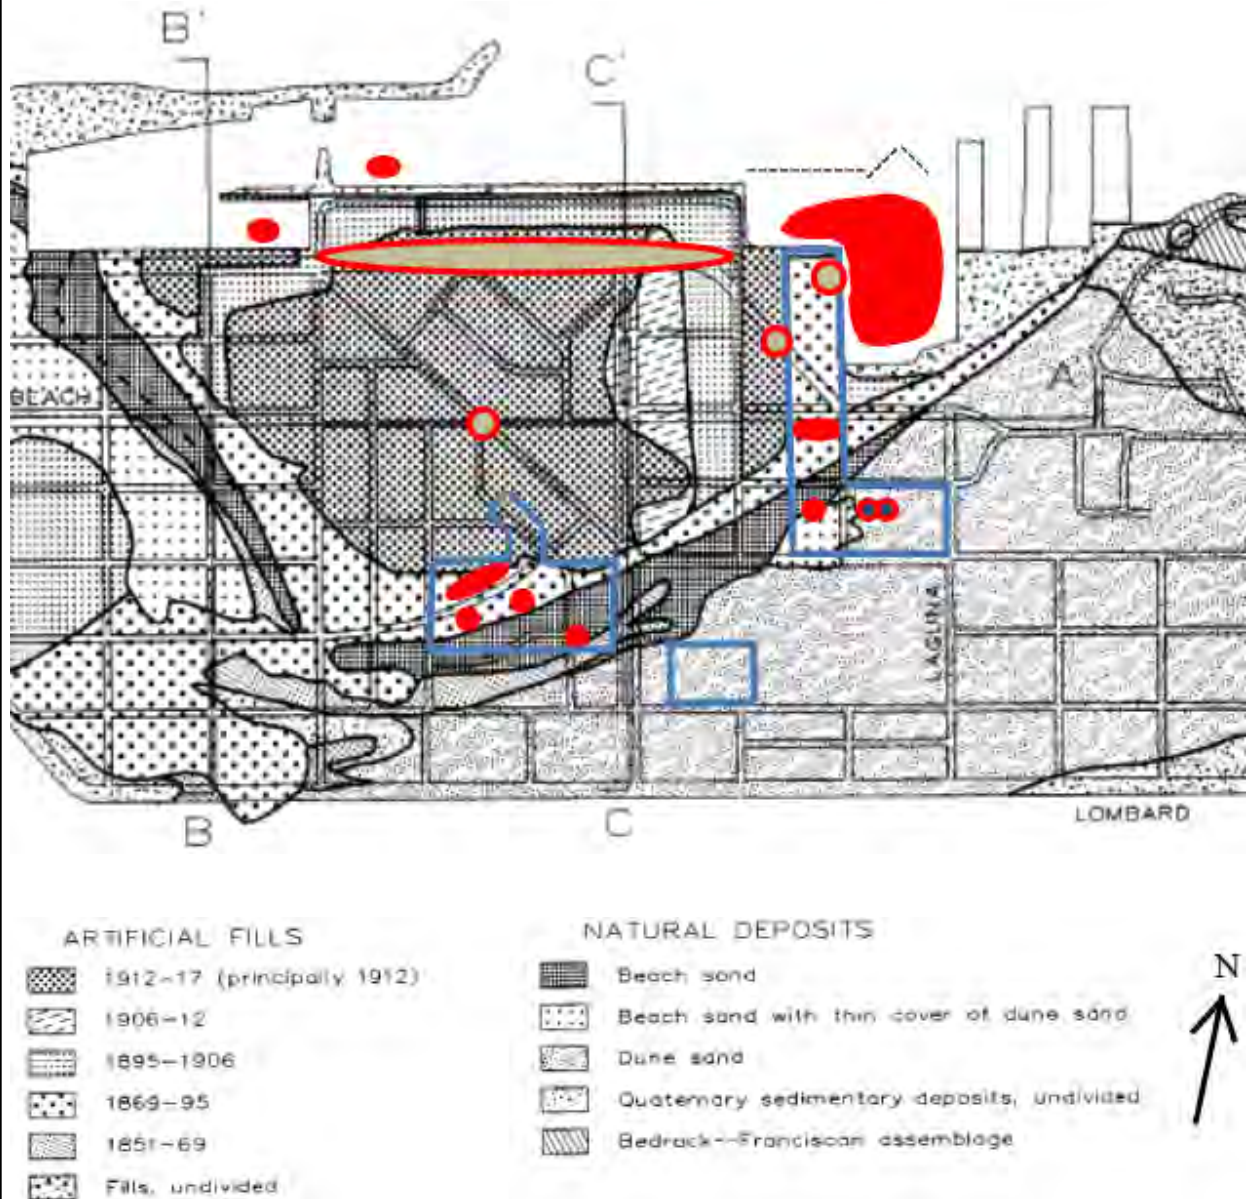 B'
C'
BEACH
A
LAGUNA
B
C
LOMBARD
ARTIFICIAL FILLS
1912-17 (principally 1912)
1906-12
1895-1906
1869-95
1851-69
Fills, undivided
NATURAL DEPOSITS
Beach sand
Beach sand with thin cover of dune sand
Dune sand
Quaternary sedimentary deposits, undivided
Bedrock--Franciscan assemblage
N